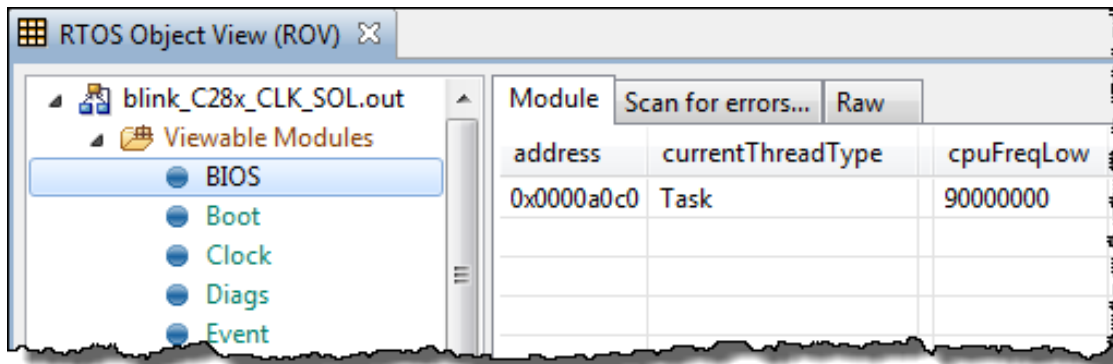 RTOS Object View (ROV)
blink_C28x_CLK_SOL.out
Viewable Modules
BIOS
Boot
Clock
Diags
Event
Module Scan for errors... Raw
address currentThreadType cpuFreqLow
0x0000a0c0 Task 90000000